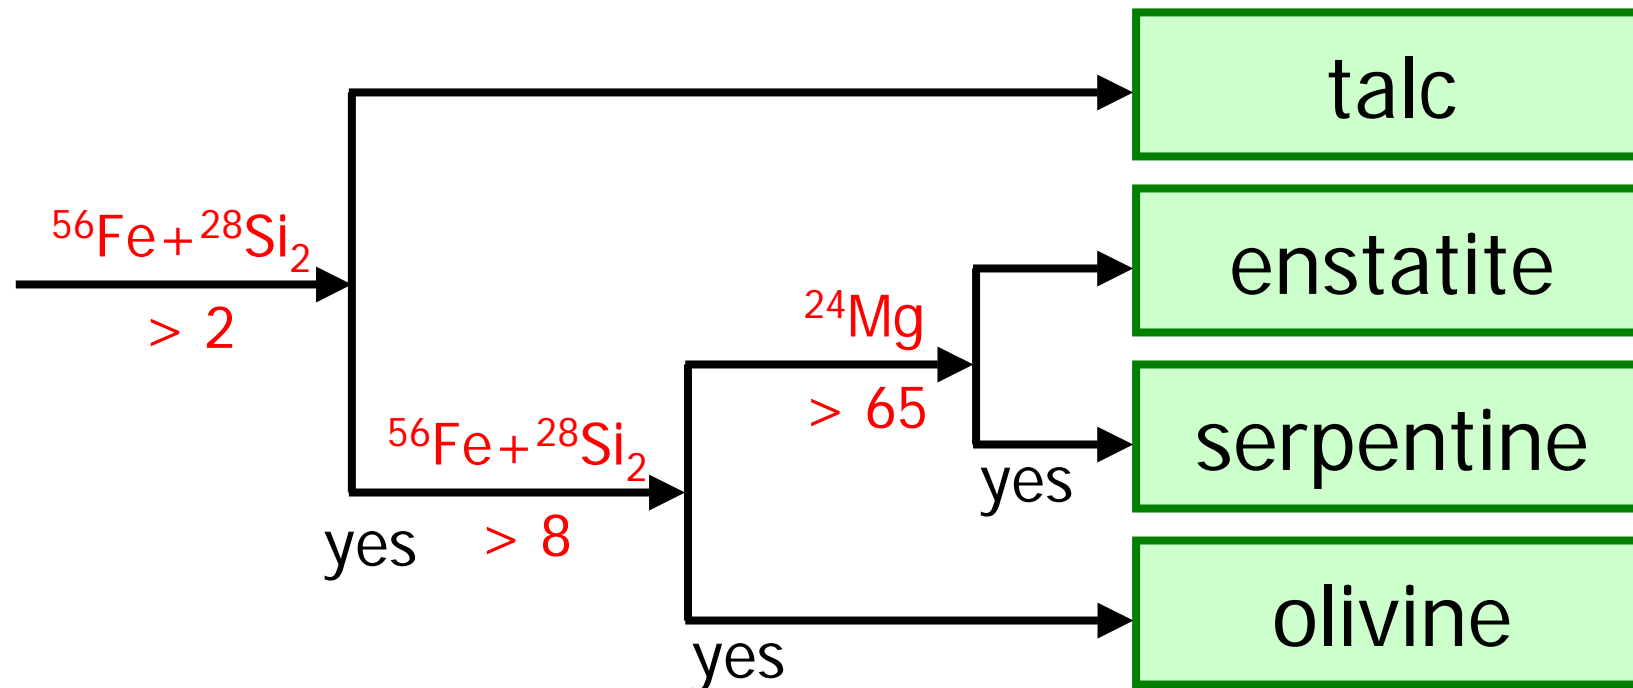 talc
⁵⁶Fe+²⁸Si₂
> 2
enstatite
²⁴Mg
> 65
⁵⁶Fe+²⁸Si₂
> 8
yes
serpentine
yes
olivine
yes